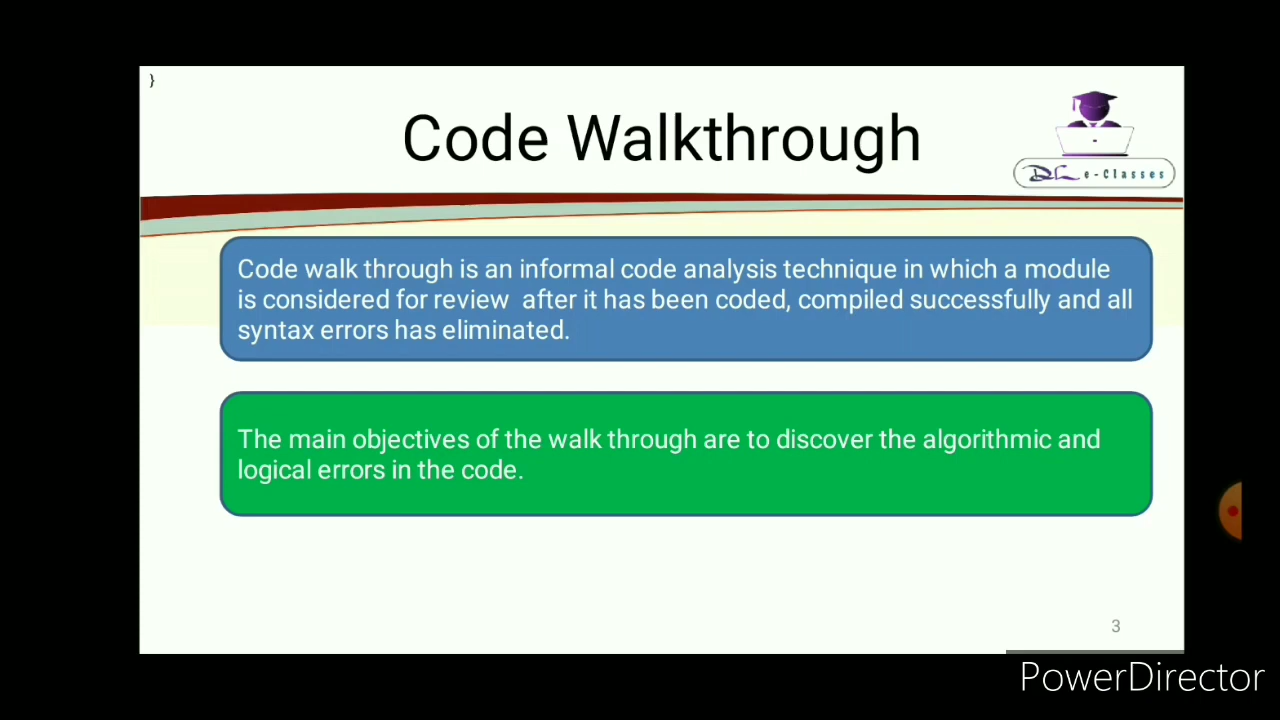 }
Code Walkthrough
DL e-Classes
Code walk through is an informal code analysis technique in which a module
is considered for review after it has been coded, compiled successfully and all
syntax errors has eliminated.
The main objectives of the walk through are to discover the algorithmic and
logical errors in the code.
3
PowerDirector